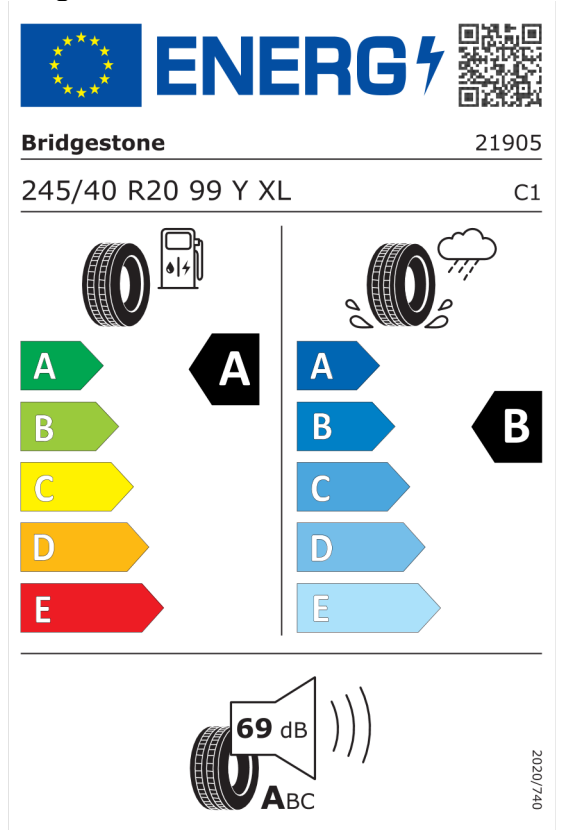 ENERG
Bridgestone 21905
245/40 R20 99 Y XL C1
A A A
B B B
C C
D D
E E
69 dB
ABC
2020/740